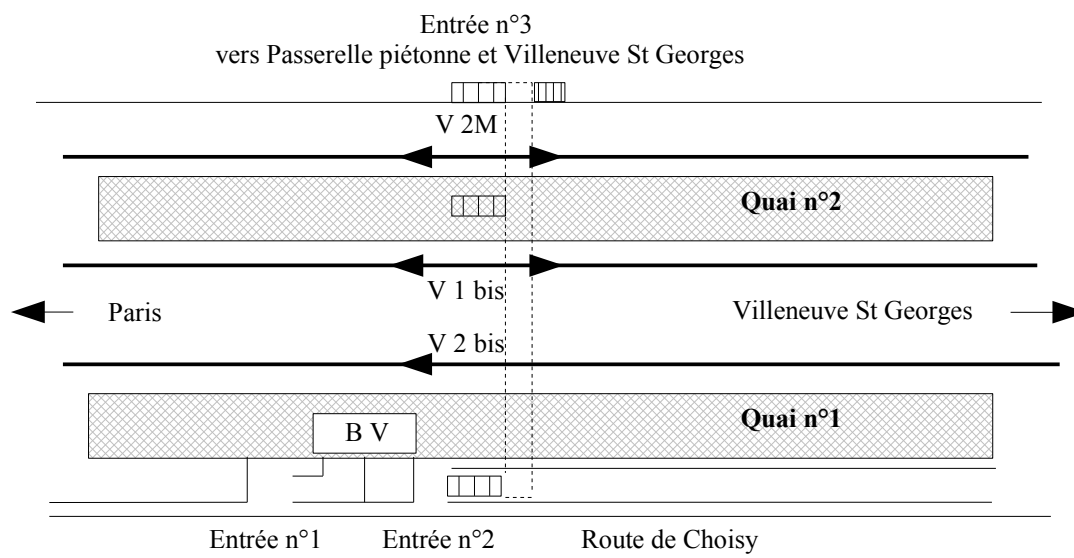 Entrée n°3
vers Passerelle piétonne et Villeneuve St Georges
V 2M
Quai n°2
V 1 bis
Paris
Villeneuve St Georges
V 2 bis
Quai n°1
B V
Entrée n°1
Entrée n°2
Route de Choisy